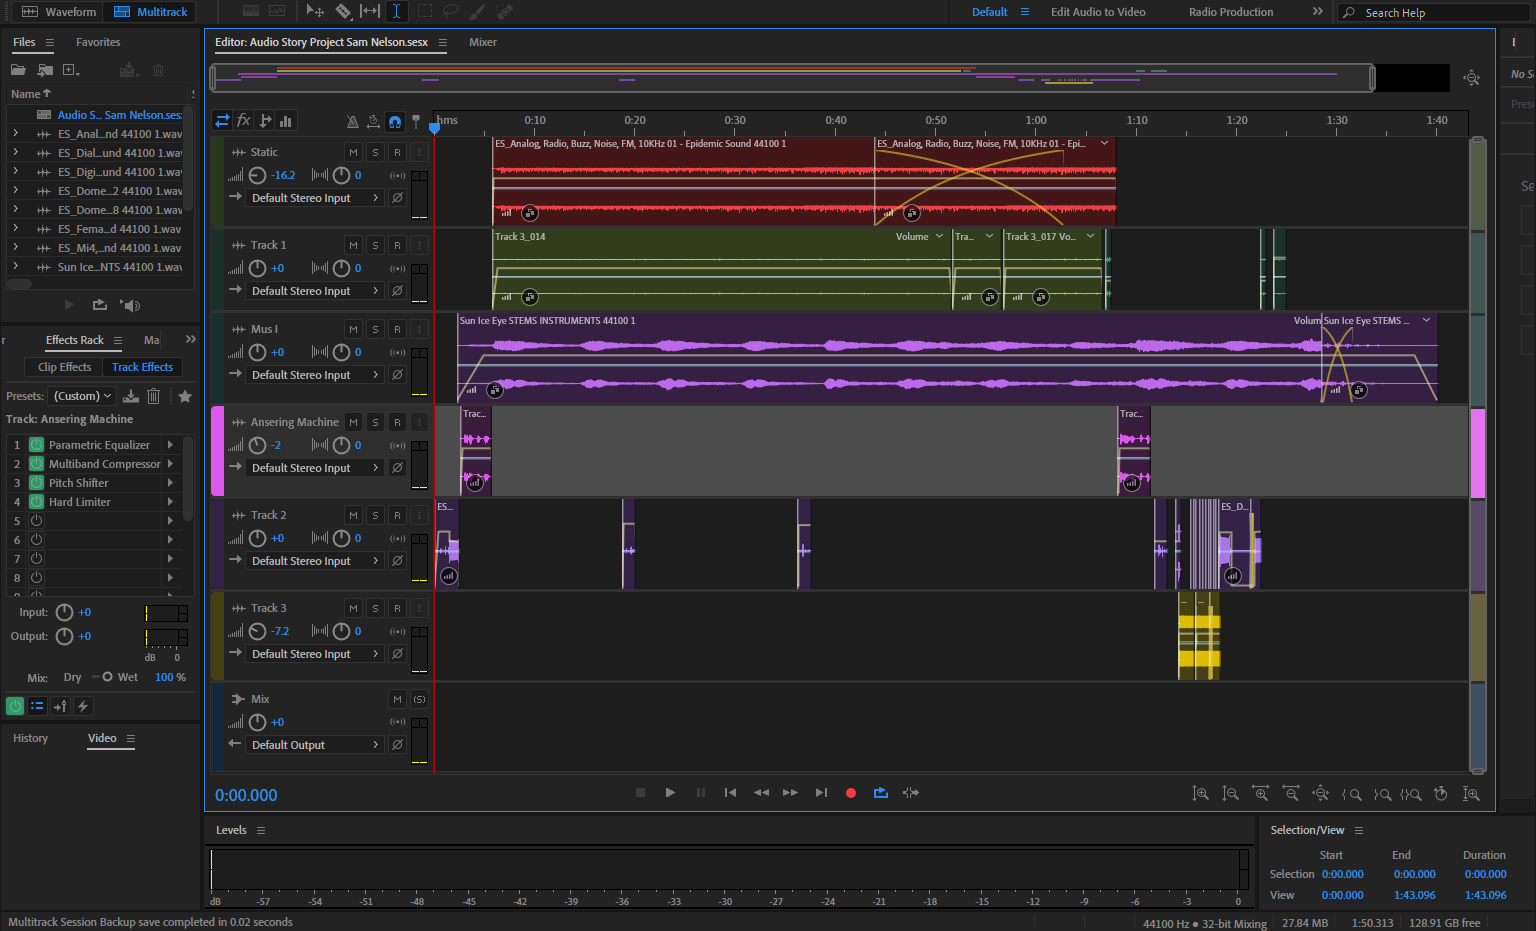 Waveform
Multitrack
Default
Edit Audio to Video
Radio Production
Search Help
Files
Favorites
Editor: Audio Story Project Sam Nelson.sesx
Mixer
Name
Audio S... Sam Nelson.ses
ES_Anal...nd 44100 1.wav
ES_Dial...und 44100 1.wav
ES_Digi...und 44100 1.wav
ES_Dome...2 44100 1.wav
ES_Dome...8 44100 1.wav
ES_Fema...d 44100 1.wav
ES_Mi4,...nd 44100 1.wav
Sun Ice...NTS 44100 1.wav
fx
hms
0:10
0:20
0:30
0:40
0:50
1:00
1:10
1:20
1:30
1:40
Static
M
S
R
I
-16.2
0
Default Stereo Input
ES_Analog, Radio, Buzz, Noise, FM, 10KHz 01 - Epidemic Sound 44100 1
ES_Analog, Radio, Buzz, Noise, FM, 10KHz 01 - Epi...
Track 1
M
S
R
I
+0
0
Default Stereo Input
Track 3_014
Volume
Tra...
Track 3_017 Vo...
Mus I
M
S
R
I
+0
0
Default Stereo Input
Sun Ice Eye STEMS INSTRUMENTS 44100 1
Volum
Sun Ice Eye STEMS ...
Ansering Machine
M
S
R
I
-2
0
Default Stereo Input
Trac...
Trac...
Track 2
M
S
R
I
+0
0
Default Stereo Input
ES...
ES_D...
Track 3
M
S
R
I
-7.2
0
Default Stereo Input
Mix
M
(S)
+0
Default Output
Effects Rack
Ma
Clip Effects
Track Effects
Presets:
(Custom)
Track: Ansering Machine
1 Parametric Equalizer
2 Multiband Compressor
3 Pitch Shifter
4 Hard Limiter
5
6
7
8
Input:
+0
Output:
+0
dB
0
Mix:
Dry
Wet
100 %
History
Video
No S
Prese
Se
0:00.000
Levels
dB -57 -54 -51 -48 -45 -42 -39 -36 -33 -30 -27 -24 -21 -18 -15 -12 -9 -6 -3 0
Selection/View
Start
End
Duration
Selection
0:00.000
0:00.000
0:00.000
View
0:00.000
1:43.096
1:43.096
Multitrack Session Backup save completed in 0.02 seconds
44100 Hz ● 32-bit Mixing
27.84 MB
1:50.313
128.91 GB free